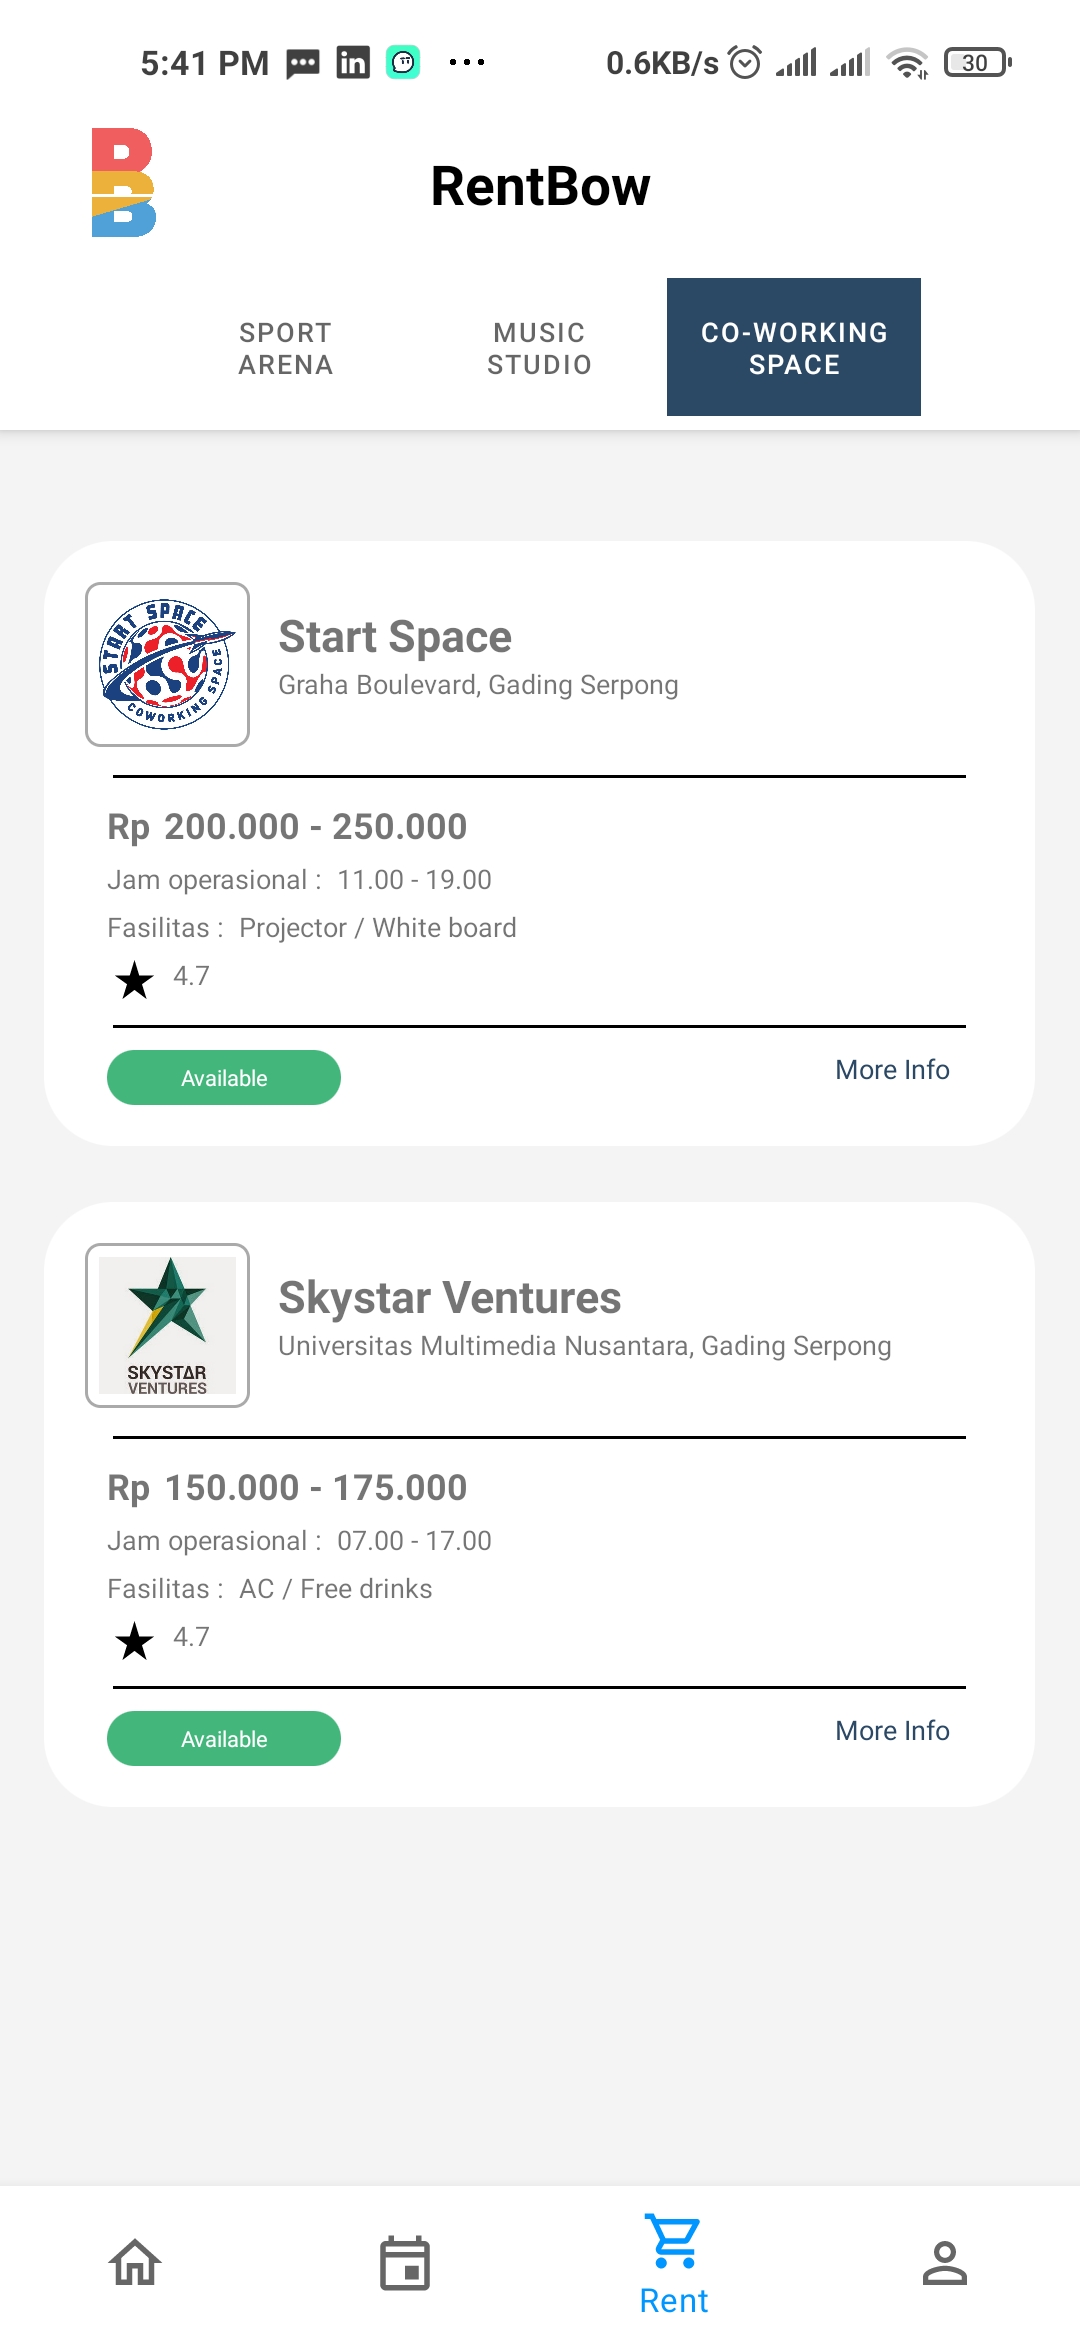 5:41 PM
0.6KB/s
30
RentBow
SPORT
ARENA
MUSIC
STUDIO
CO-WORKING
SPACE
START SPACE
COWORKING SPACE
Start Space
Graha Boulevard, Gading Serpong
Rp 200.000 - 250.000
Jam operasional : 11.00 - 19.00
Fasilitas : Projector / White board
4.7
Available
More Info
SKYSTAR
VENTURES
Skystar Ventures
Universitas Multimedia Nusantara, Gading Serpong
Rp 150.000 - 175.000
Jam operasional : 07.00 - 17.00
Fasilitas : AC / Free drinks
4.7
Available
More Info
Rent